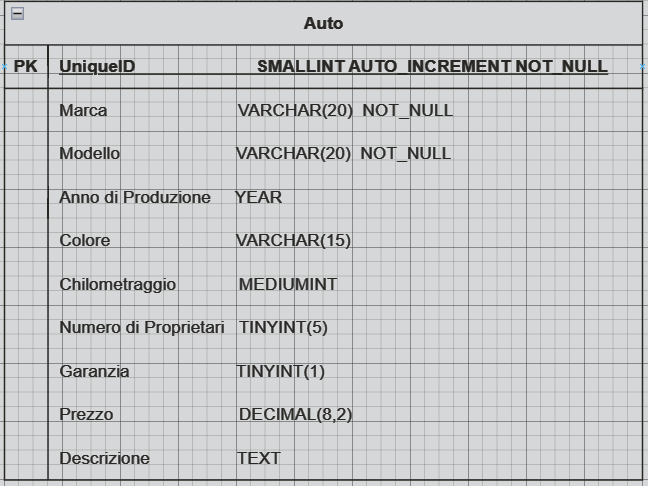 Auto
PK UniqueID SMALLINT AUTO_INCREMENT NOT_NULL
Marca VARCHAR(20) NOT_NULL
Modello VARCHAR(20) NOT_NULL
Anno di Produzione YEAR
Colore VARCHAR(15)
Chilometraggio MEDIUMINT
Numero di Proprietari TINYINT(5)
Garanzia TINYINT(1)
Prezzo DECIMAL(8,2)
Descrizione TEXT